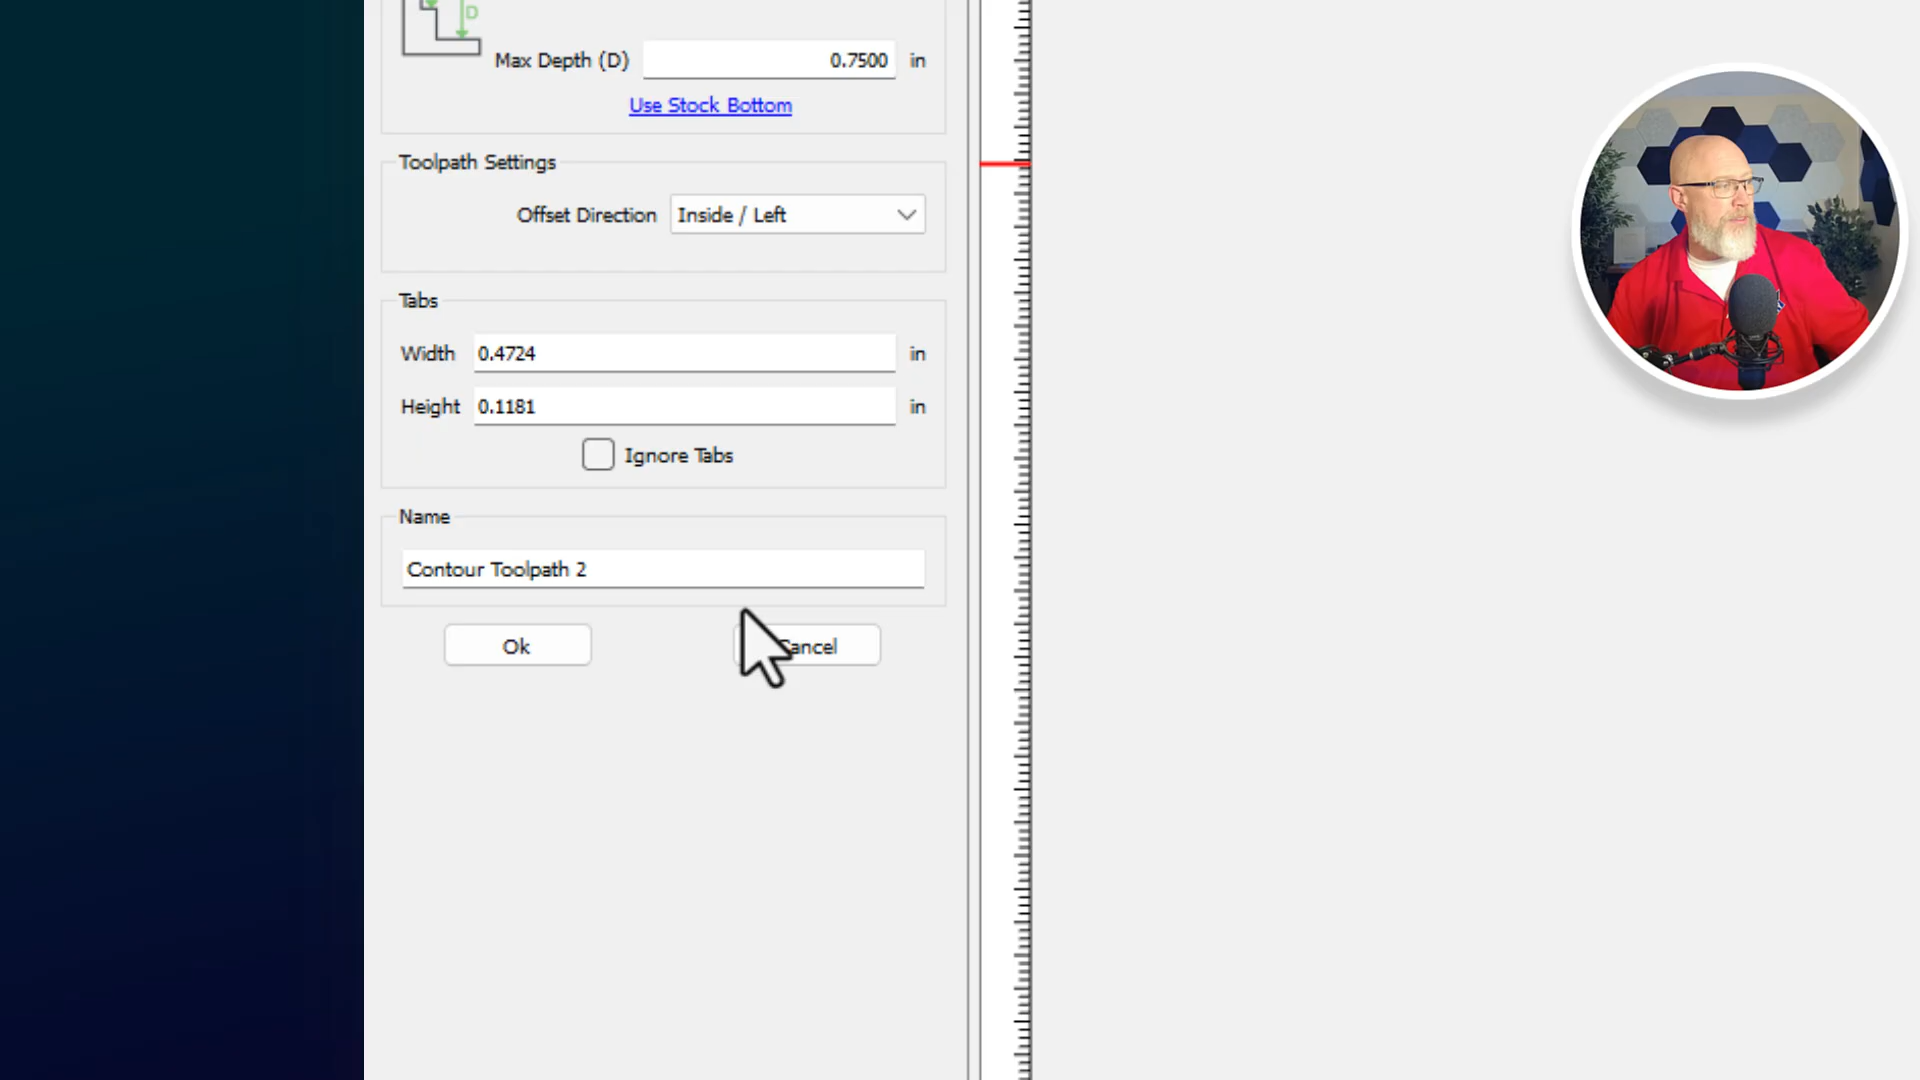 D
Max Depth (D) 0.7500 in
Use Stock Bottom
Toolpath Settings
Offset Direction Inside / Left
Tabs
Width 0.4724 in
Height 0.1181 in
Ignore Tabs
Name
Contour Toolpath 2
Ok ancel